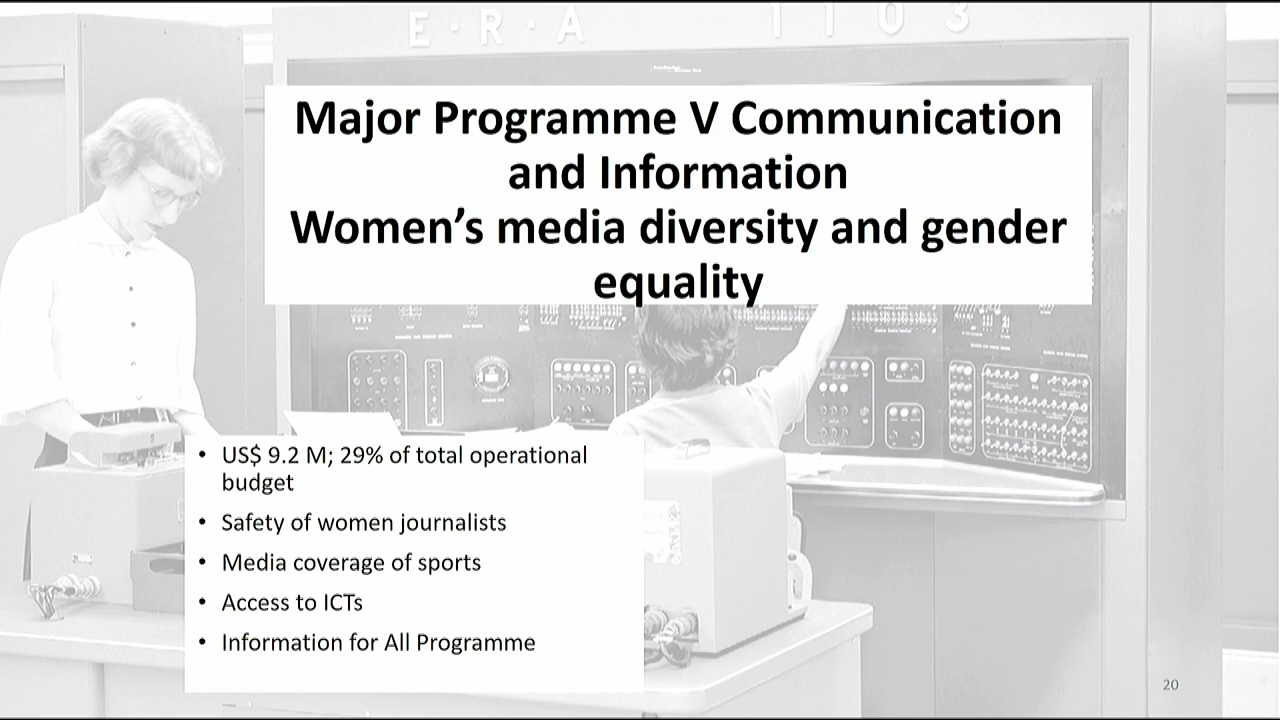 E·R·A 1103
Major Programme V Communication
and Information
Women’s media diversity and gender
equality
• US$ 9.2 M; 29% of total operational
budget
• Safety of women journalists
• Media coverage of sports
• Access to ICTs
• Information for All Programme
20